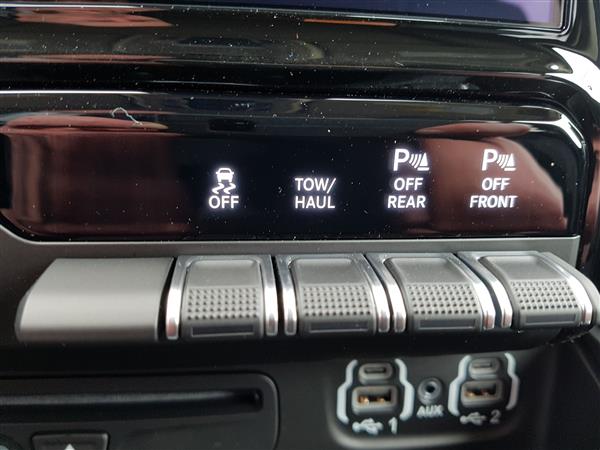 OFF
TOW/
HAUL
P
OFF
REAR
P
OFF
FRONT
1
AUX
2